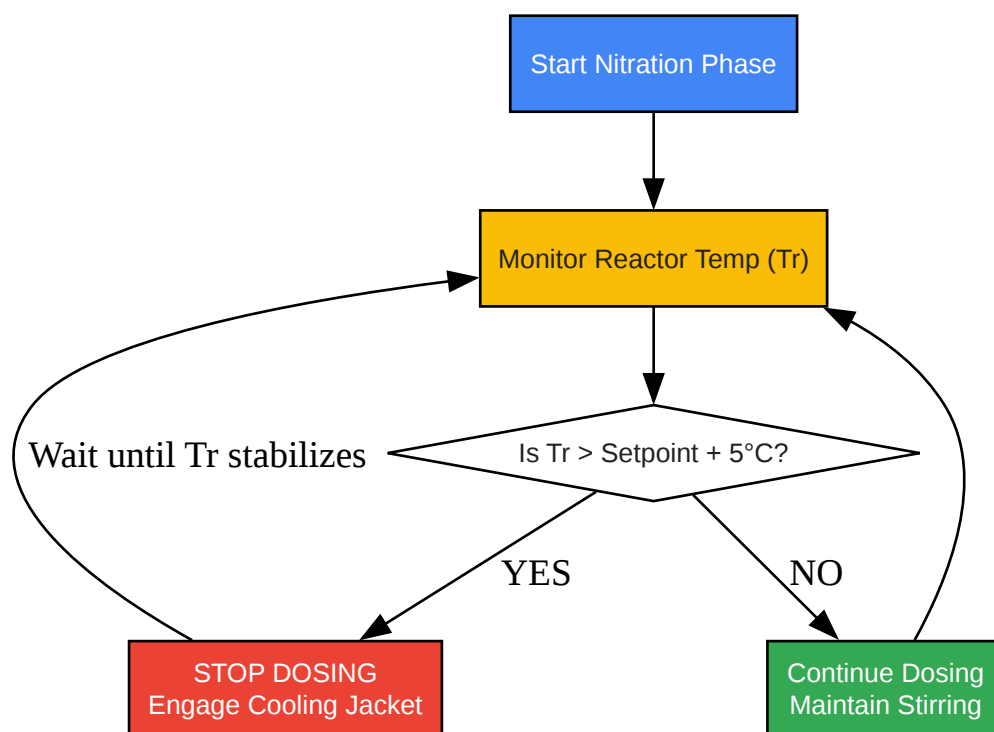 Start Nitration Phase
Monitor Reactor Temp (Tr)
Wait until Tr stabilizes
Is Tr > Setpoint + 5°C?
YES
NO
STOP DOSING
Engage Cooling Jacket
Continue Dosing
Maintain Stirring